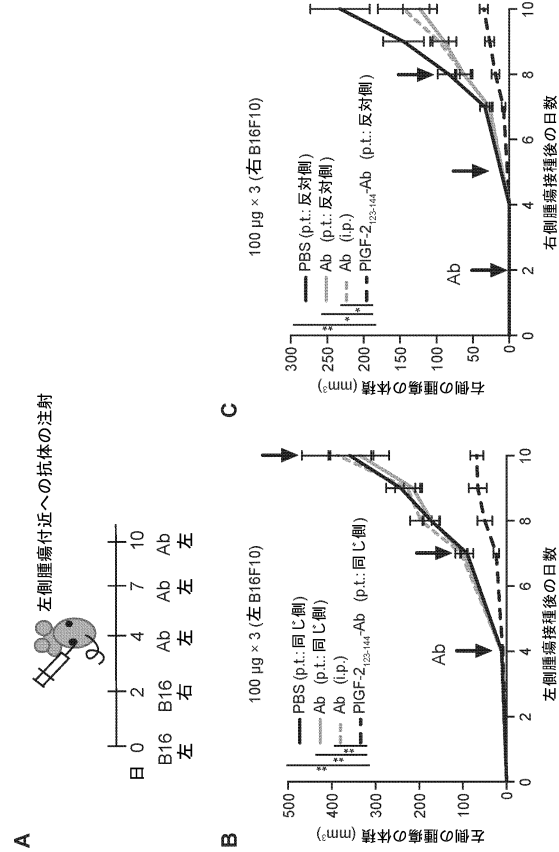 A
左側腫瘍付近への抗体の注射
日 0 2 4 7 10
B16 B16 Ab Ab Ab
左 右 左 左 左
B
100 µg × 3 (左 B16F10)
PBS (p.t.: 同じ側)
Ab (p.t.: 同じ側)
Ab (i.p.)
PlGF-2123-144-Ab (p.t.: 同じ側)
** ** **
Ab
左側の腫瘍の体積 (mm³)
500
400
300
200
100
0
0 2 4 6 8 10
左側腫瘍接種後の日数
C
100 µg × 3 (右 B16F10)
PBS (p.t.: 反対側)
Ab (p.t.: 反対側)
Ab (i.p.)
PlGF-2123-144-Ab (p.t.: 反対側)
** * *
Ab
右側の腫瘍の体積 (mm³)
300
250
200
150
100
50
0
0 2 4 6 8 10
右側腫瘍接種後の日数